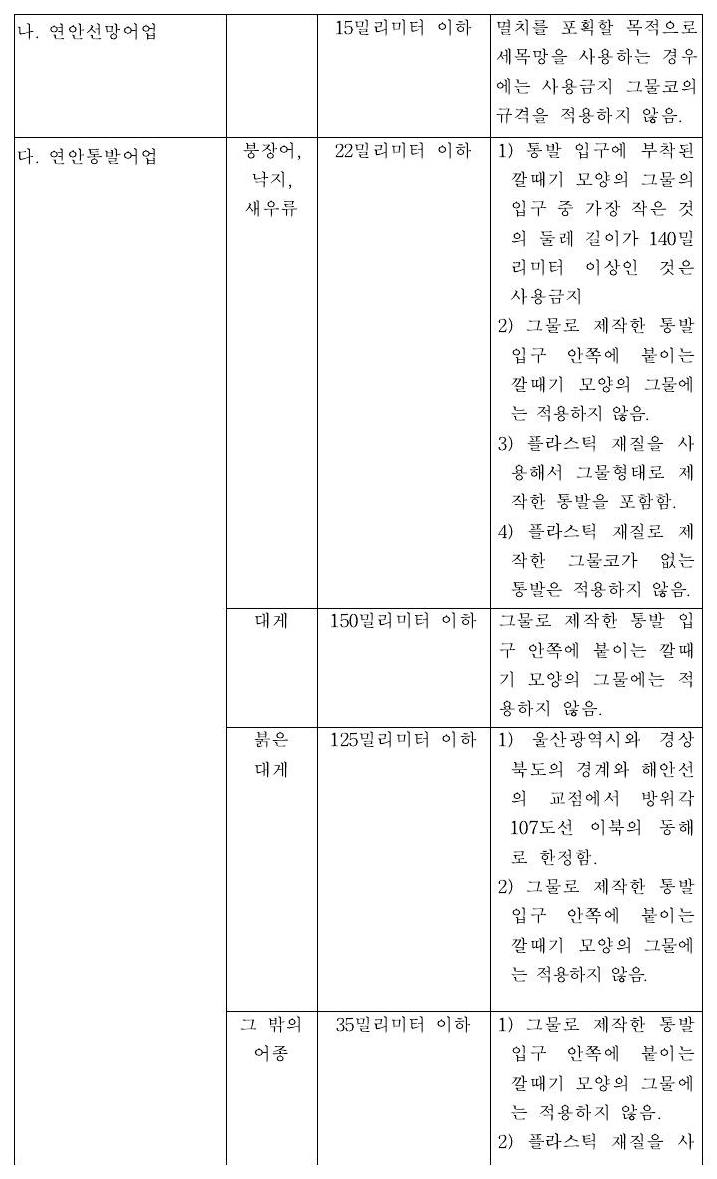 나. 연안선망어업
15밀리미터 이하
멸치를 포획할 목적으로
세목망을 사용하는 경우
에는 사용금지 그물코의
규격을 적용하지 않음.
다. 연안통발어업
붕장어,
낙지,
새우류
22밀리미터 이하
1) 통발 입구에 부착된
깔때기 모양의 그물의
입구 중 가장 작은 것
의 둘레 길이가 140밀
리미터 이상인 것은
사용금지
2) 그물로 제작한 통발
입구 안쪽에 붙이는
깔때기 모양의 그물에
는 적용하지 않음.
3) 플라스틱 재질을 사
용해서 그물형태로 제
작한 통발을 포함함.
4) 플라스틱 재질로 제
작한 그물코가 없는
통발은 적용하지 않음.
대게
150밀리미터 이하
그물로 제작한 통발 입
구 안쪽에 붙이는 깔때
기 모양의 그물에는 적
용하지 않음.
붉은
대게
125밀리미터 이하
1) 울산광역시와 경상
북도의 경계와 해안선
의 교점에서 방위각
107도선 이북의 동해
로 한정함.
2) 그물로 제작한 통발
입구 안쪽에 붙이는
깔때기 모양의 그물에
는 적용하지 않음.
그 밖의
어종
35밀리미터 이하
1) 그물로 제작한 통발
입구 안쪽에 붙이는
깔때기 모양의 그물에
는 적용하지 않음.
2) 플라스틱 재질을 사